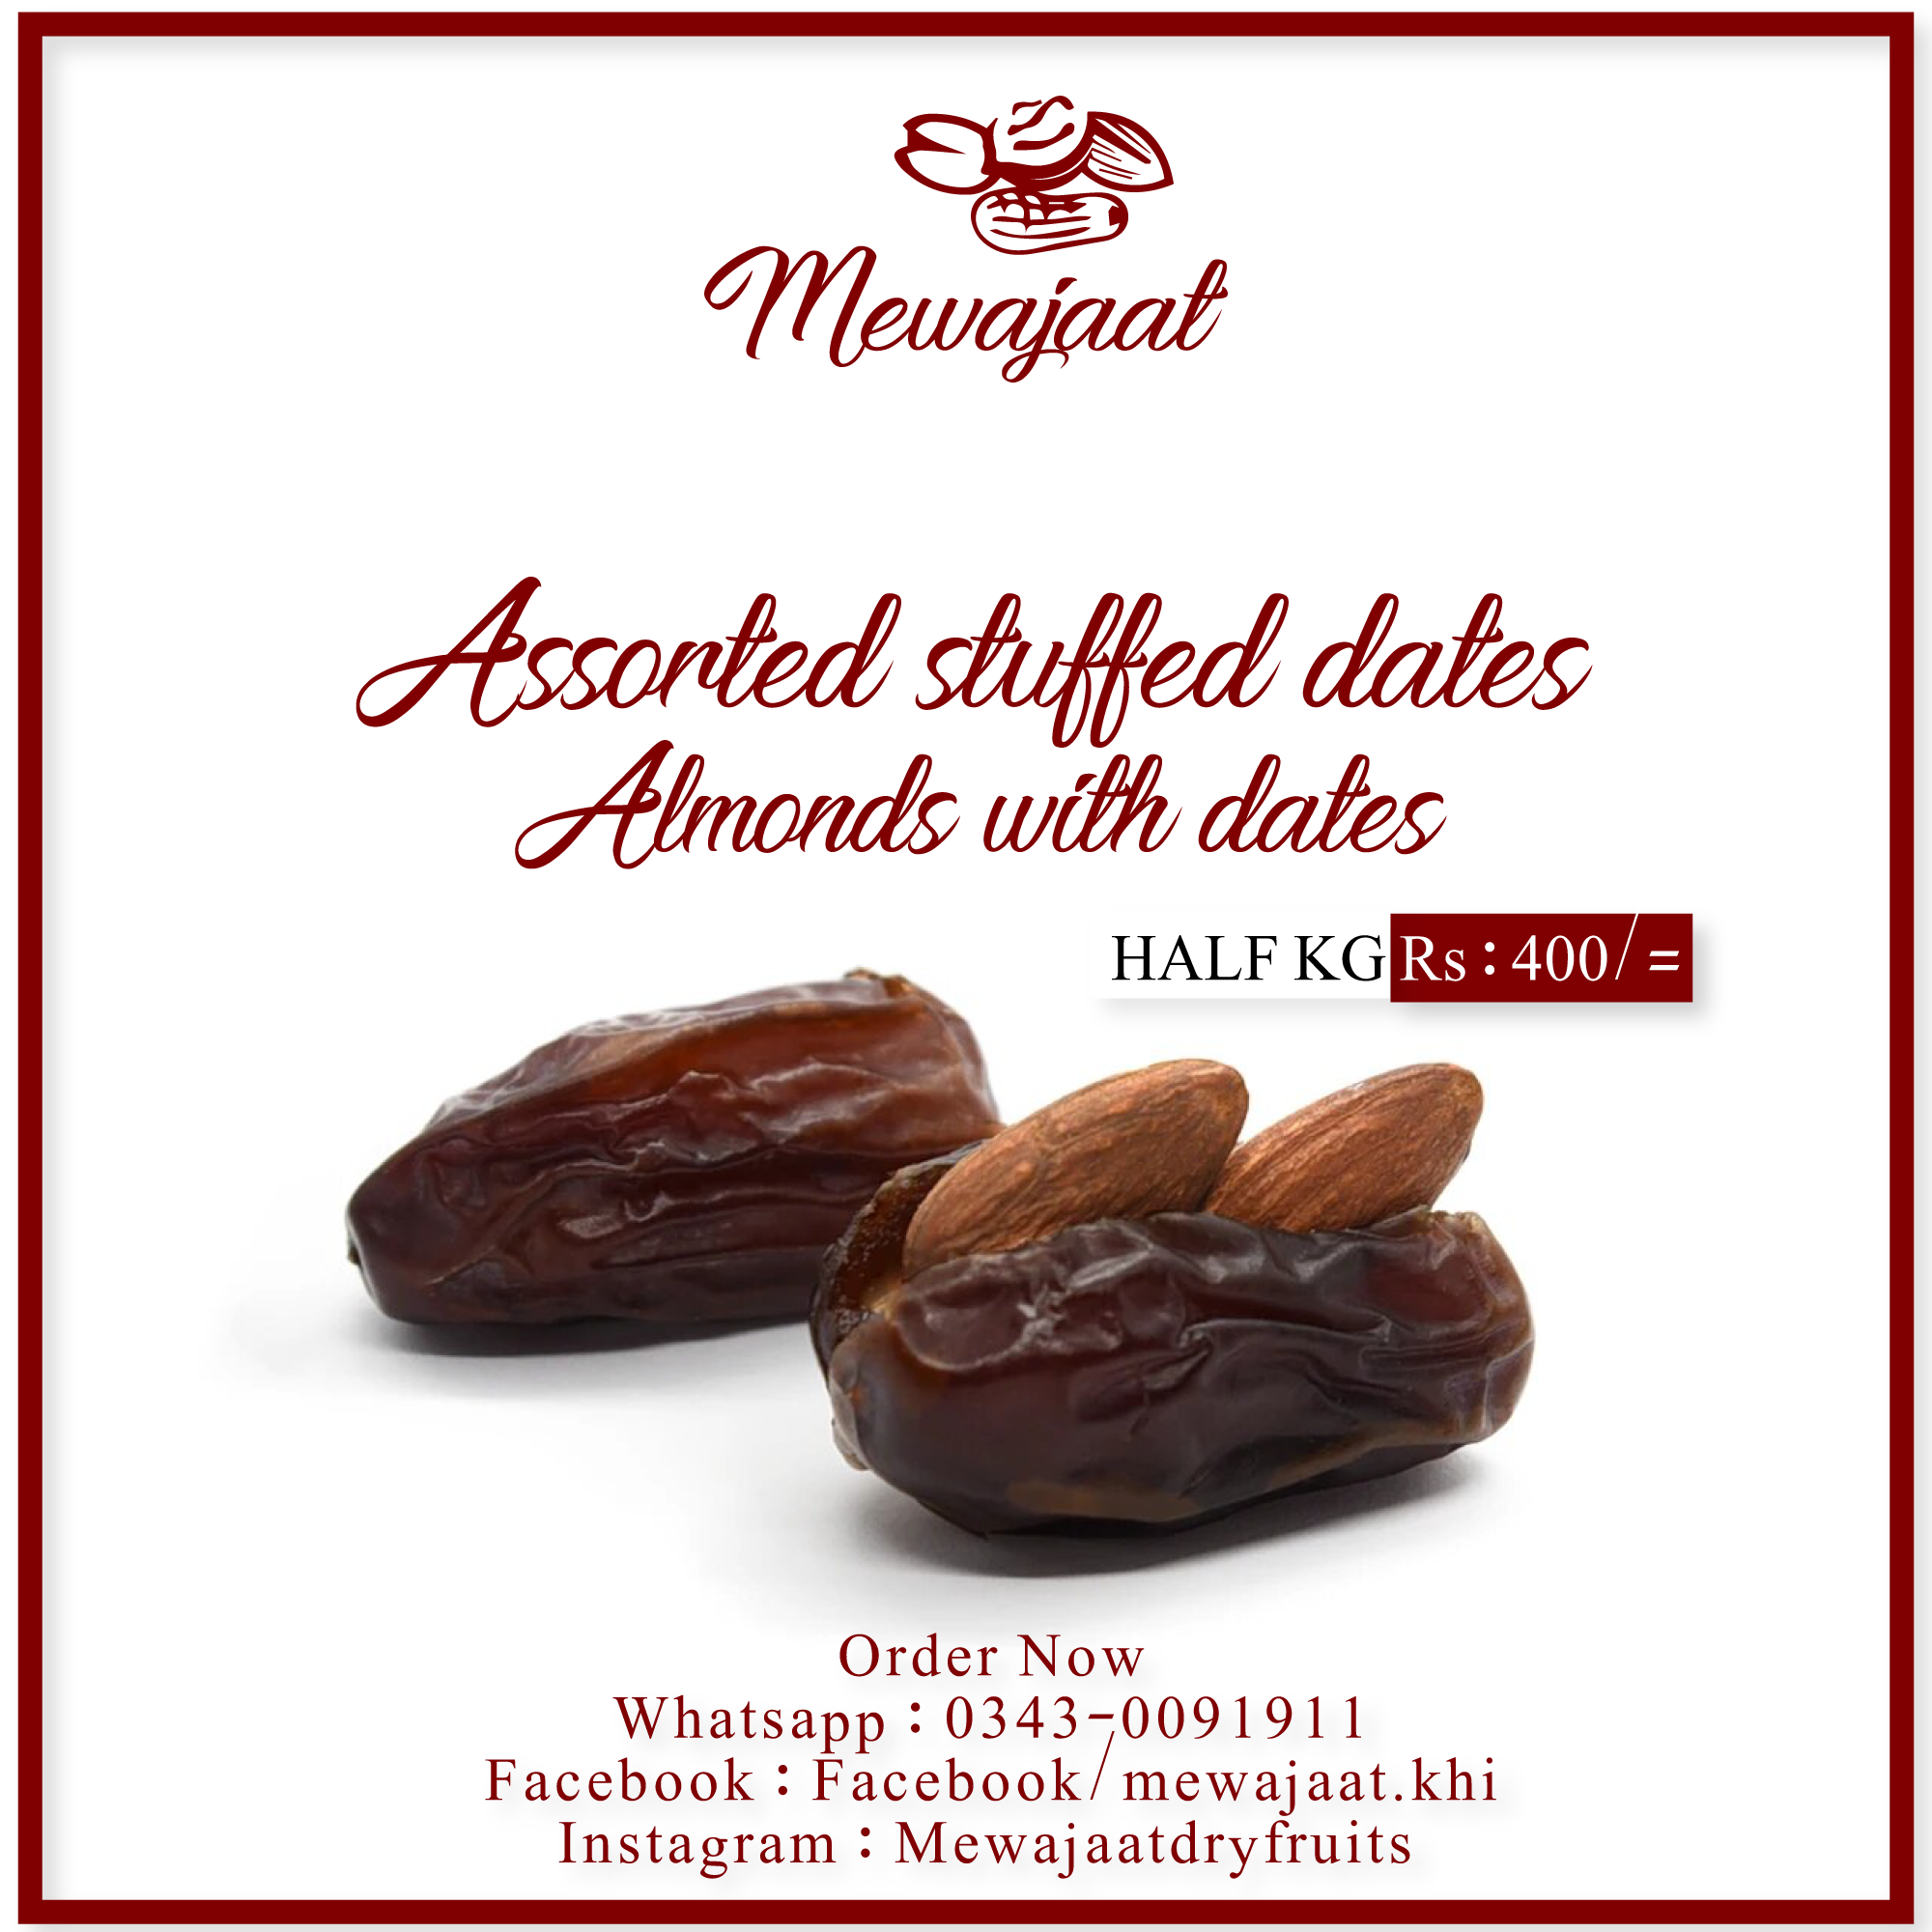 Mewajaat
Assorted stuffed dates
Almonds with dates
HALF KG Rs : 400/=
Order Now
Whatsapp : 0343-0091911
Facebook : Facebook/mewajaat.khi
Instagram : Mewajaatdryfruits